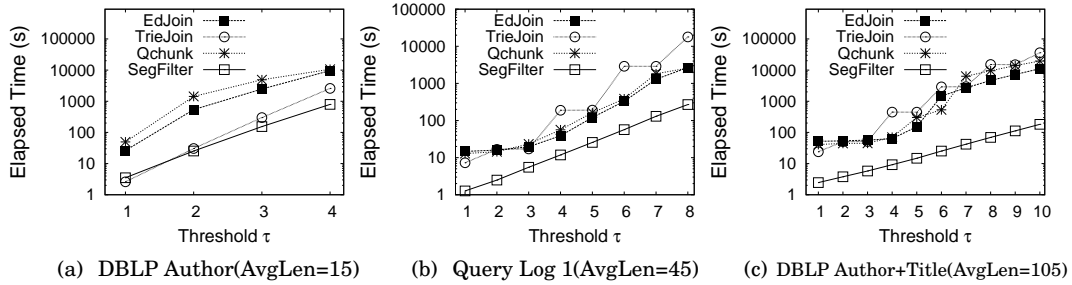 Elapsed Time (s)
100000
10000
1000
100
10
1
EdJoin
TrieJoin
Qchunk
SegFilter
1 2 3 4
Threshold τ
(a) DBLP Author(AvgLen=15)
Elapsed Time (s)
100000
10000
1000
100
10
1
EdJoin
TrieJoin
Qchunk
SegFilter
1 2 3 4 5 6 7 8
Threshold τ
(b) Query Log 1(AvgLen=45)
Elapsed Time (s)
100000
10000
1000
100
10
1
EdJoin
TrieJoin
Qchunk
SegFilter
1 2 3 4 5 6 7 8 9 10
Threshold τ
(c) DBLP Author+Title(AvgLen=105)